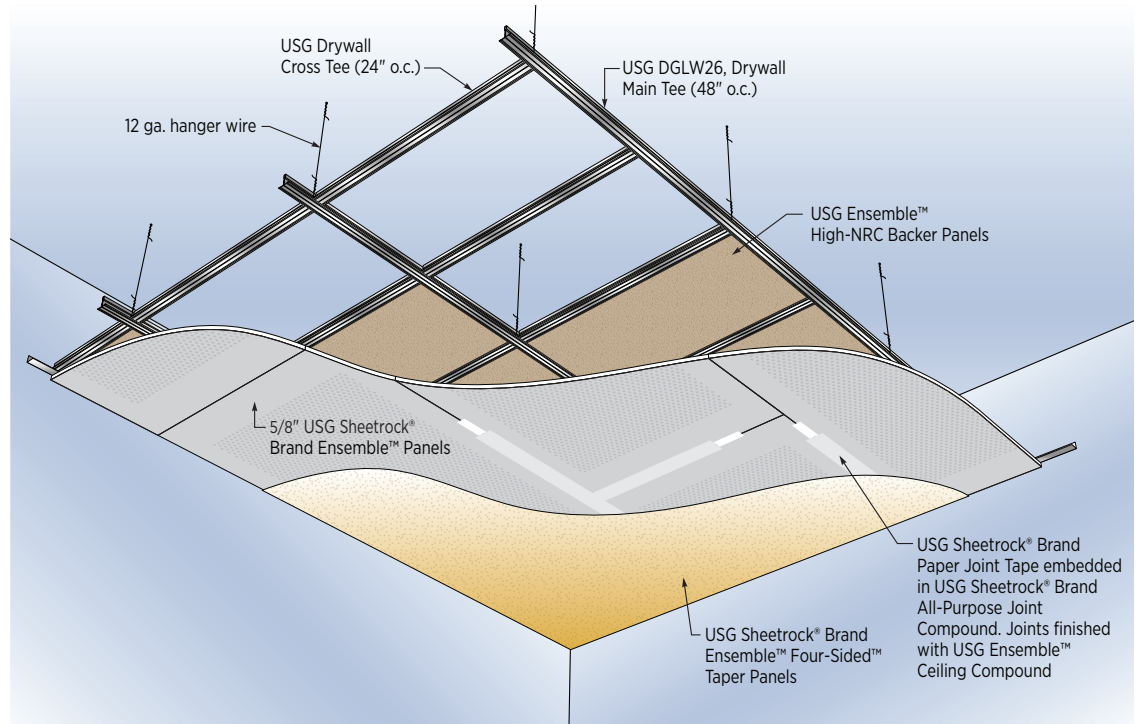 USG Drywall
Cross Tee (24" o.c.)
USG DGLW26, Drywall
Main Tee (48" o.c.)
12 ga. hanger wire
USG Ensemble™
High-NRC Backer Panels
5/8" USG Sheetrock®
Brand Ensemble™ Panels
USG Sheetrock® Brand
Paper Joint Tape embedded
in USG Sheetrock® Brand
All-Purpose Joint
Compound. Joints finished
with USG Ensemble™
Ceiling Compound
USG Sheetrock® Brand
Ensemble™ Four-Sided™
Taper Panels